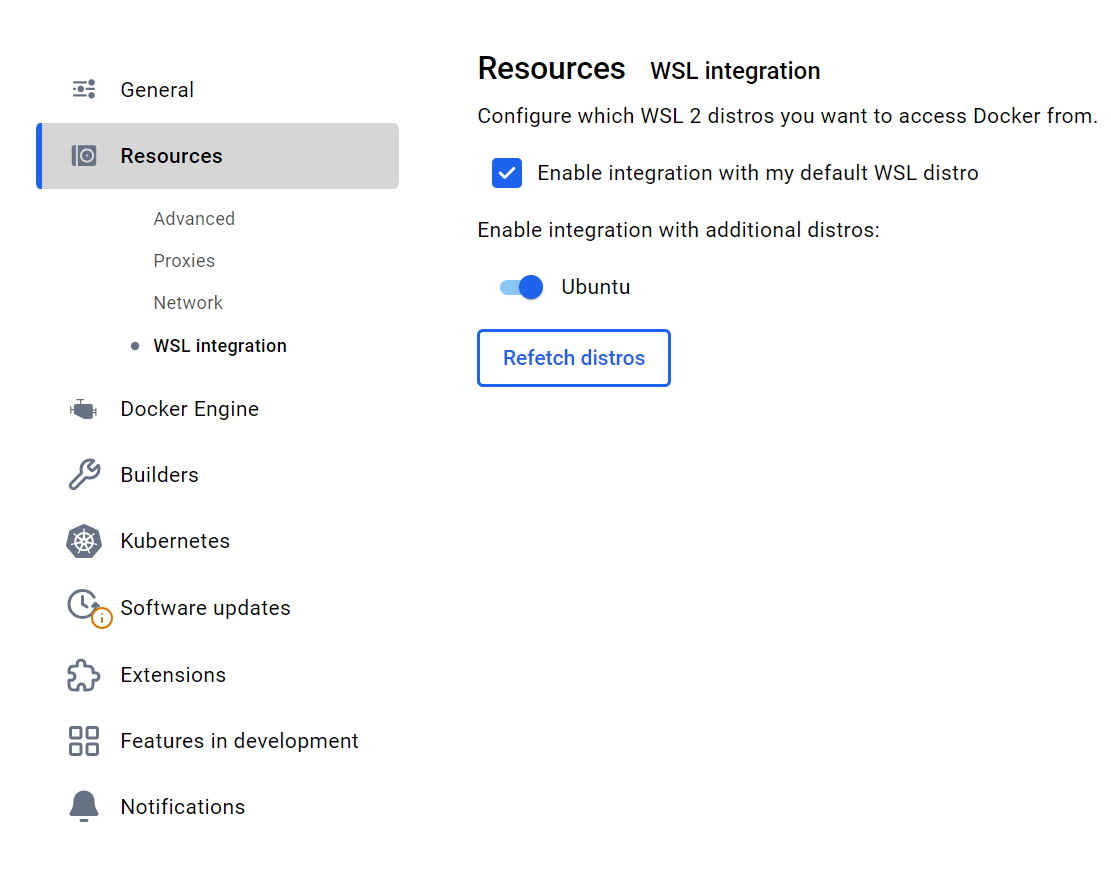 General
Resources
Advanced
Proxies
Network
WSL integration
Docker Engine
Builders
Kubernetes
Software updates
Extensions
Features in development
Notifications
Resources WSL integration
Configure which WSL 2 distros you want to access Docker from.
Enable integration with my default WSL distro
Enable integration with additional distros:
Ubuntu
Refetch distros